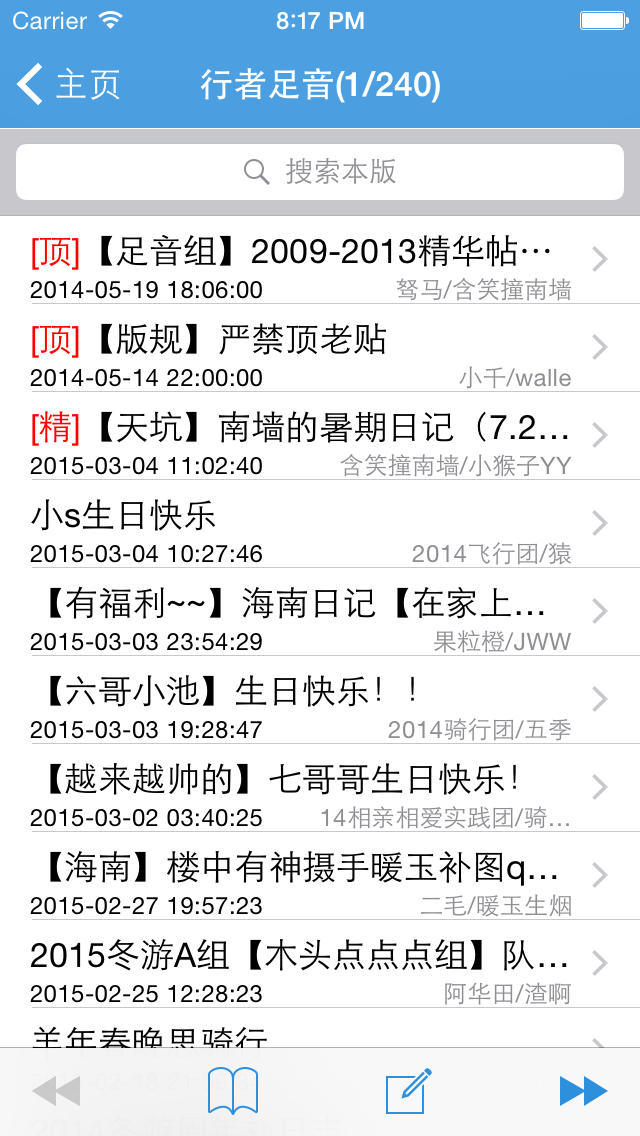 Carrier 8:17 PM
主页 行者足音(1/240)
搜索本版
[顶]【足音组】2009-2013精华帖…
2014-05-19 18:06:00 驽马/含笑撞南墙
[顶]【版规】严禁顶老贴
2014-05-14 22:00:00 小千/walle
[精]【天坑】南墙的暑期日记（7.2…
2015-03-04 11:02:40 含笑撞南墙/小猴子YY
小s生日快乐
2015-03-04 10:27:46 2014飞行团/猿
【有福利~~】海南日记【在家上…
2015-03-03 23:54:29 果粒橙/JWW
【六哥小池】生日快乐！！
2015-03-03 19:28:47 2014骑行团/五季
【越来越帅的】七哥哥生日快乐！
2015-03-02 03:40:25 14相亲相爱实践团/骑…
【海南】楼中有神摄手暖玉补图q…
2015-02-27 19:57:23 二毛/暖玉生烟
2015冬游A组【木头点点点组】队…
2015-02-25 12:28:23 阿华田/渣啊
羊年春晚思骑行